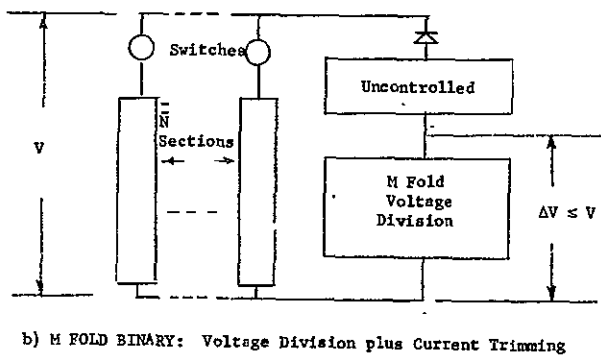 Switches
Uncontrolled
N
Sections
V
M Fold
Voltage
Division
ΔV ≤ V
b) M FOLD BINARY: Voltage Division plus Current Trimming